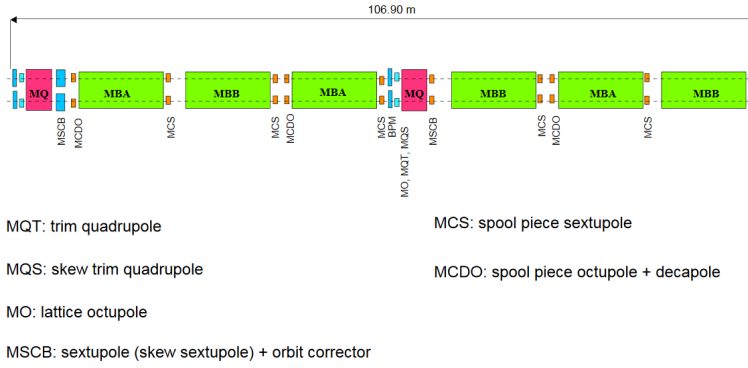 106.90 m
MQ MBA MBB MBA MQ MBB MBA MBB
MSCB MCDO MCS MCS MCDO MCS BPM MO, MQT, MQS MSCB MCS MCDO MCS
MQT: trim quadrupole
MCS: spool piece sextupole
MQS: skew trim quadrupole
MCDO: spool piece octupole + decapole
MO: lattice octupole
MSCB: sextupole (skew sextupole) + orbit corrector